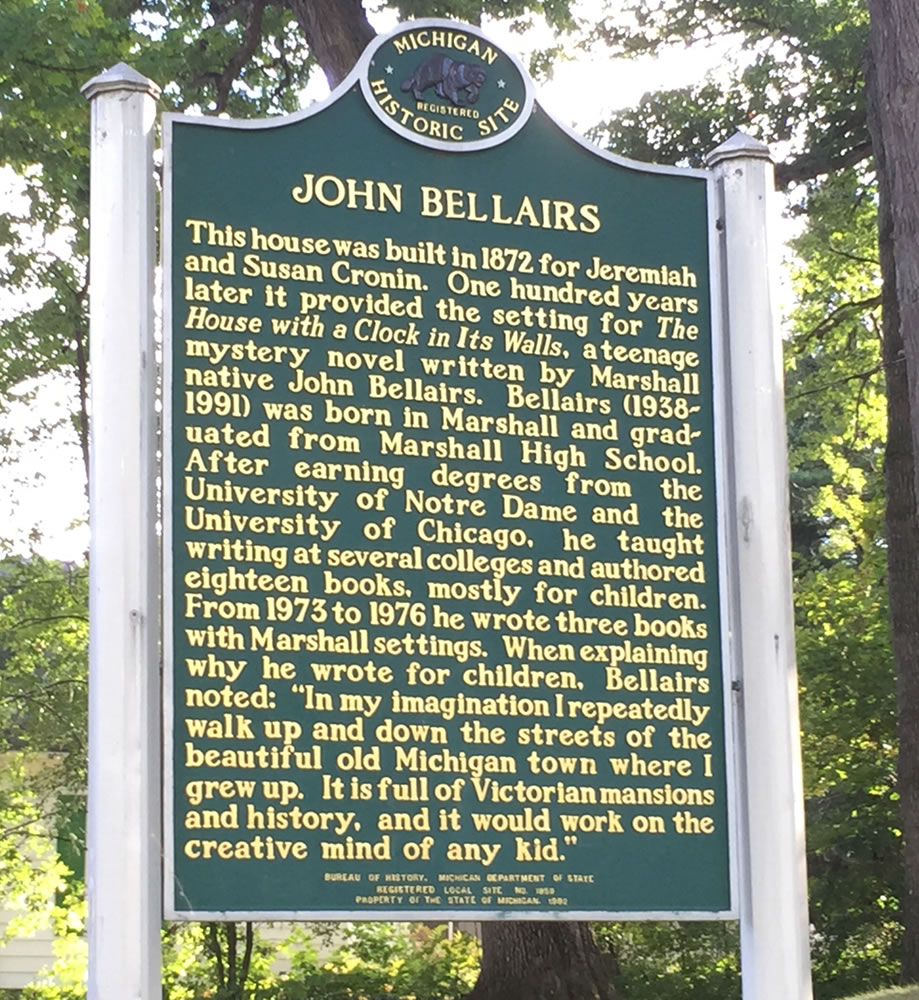 MICHIGAN
REGISTERED
HISTORIC SITE
JOHN BELLAIRS
This house was built in 1872 for Jeremiah
and Susan Cronin. One hundred years
later it provided the setting for The
House with a Clock in Its Walls, a teenage
mystery novel written by Marshall
native John Bellairs. Bellairs (1938-
1991) was born in Marshall and grad-
uated from Marshall High School.
After earning degrees from the
University of Notre Dame and the
University of Chicago, he taught
writing at several colleges and authored
eighteen books, mostly for children.
From 1973 to 1976 he wrote three books
with Marshall settings. When explaining
why he wrote for children, Bellairs
noted: "In my imagination I repeatedly
walk up and down the streets of the
beautiful old Michigan town where I
grew up. It is full of Victorian mansions
and history, and it would work on the
creative mind of any kid."
BUREAU OF HISTORY, MICHIGAN DEPARTMENT OF STATE
REGISTERED LOCAL SITE NO.
PROPERTY OF THE STATE OF MICHIGAN, 1992